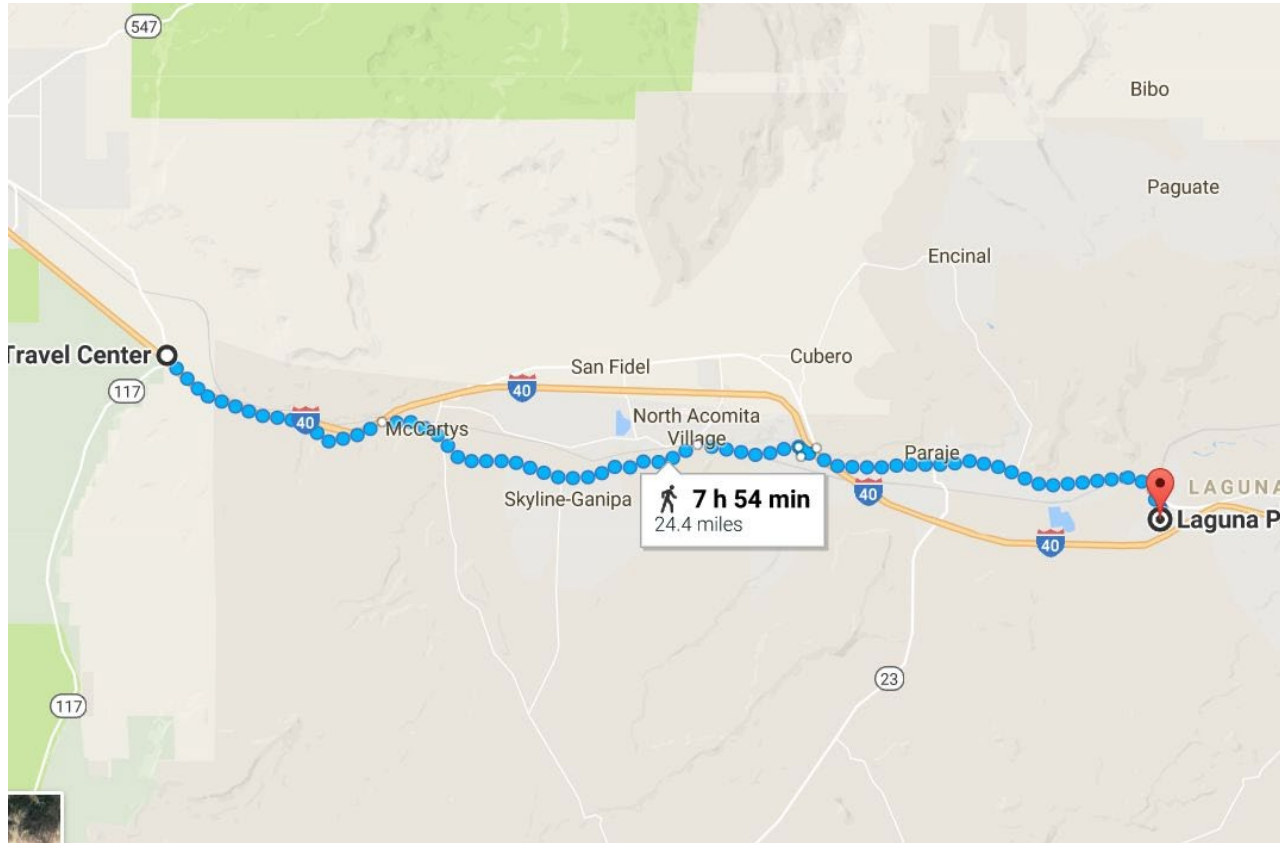 547
Bibo
Paguate
Encinal
Travel Center
San Fidel
Cubero
117
40
40
North Acomita
Village
McCartys
Paraje
Skyline-Ganipa
7 h 54 min
24.4 miles
40
LAGUNA
Laguna P
40
23
117